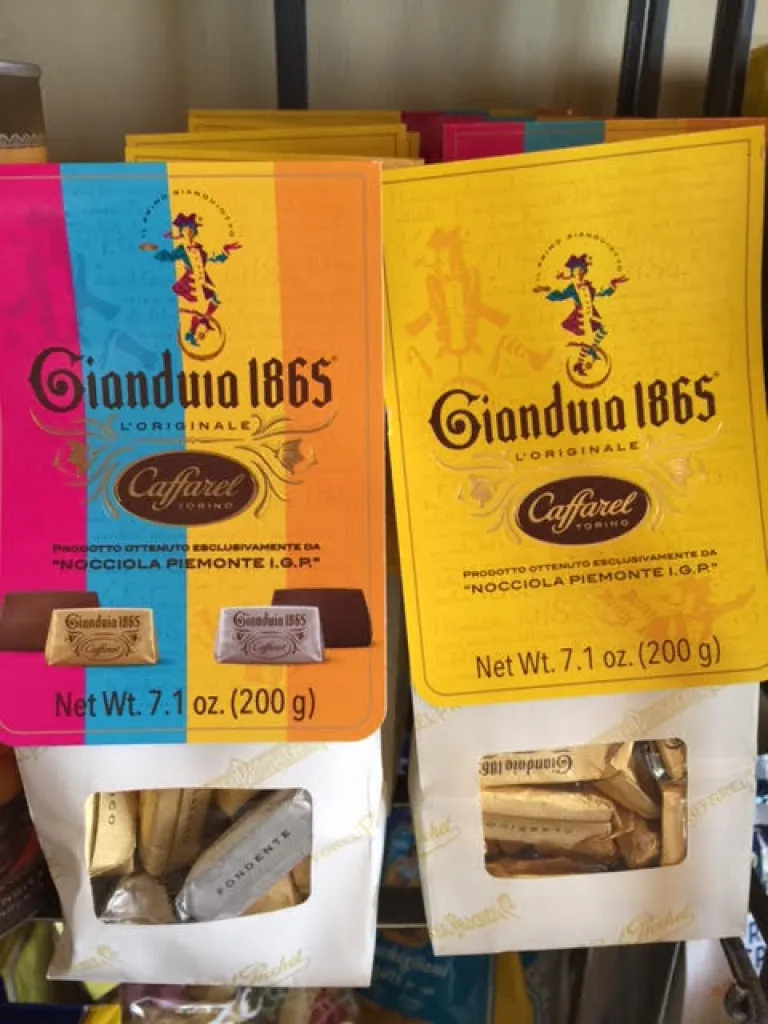 IL PRIMO GIANDUIOTTO
Gianduia 1865®
L'ORIGINALE
Caffarel
TORINO
PRODOTTO OTTENUTO ESCLUSIVAMENTE DA
"NOCCIOLA PIEMONTE I.G.P."
Gianduia 1865
Caffarel
Gianduia 1865
Caffarel
Net Wt. 7.1 oz. (200 g)
FONDENTE
IL PRIMO GIANDUIOTTO
Gianduia 1865®
L'ORIGINALE
Caffarel
TORINO
PRODOTTO OTTENUTO ESCLUSIVAMENTE DA
"NOCCIOLA PIEMONTE I.G.P."
Net Wt. 7.1 oz. (200 g)
Gianduia 186
CLASSICO